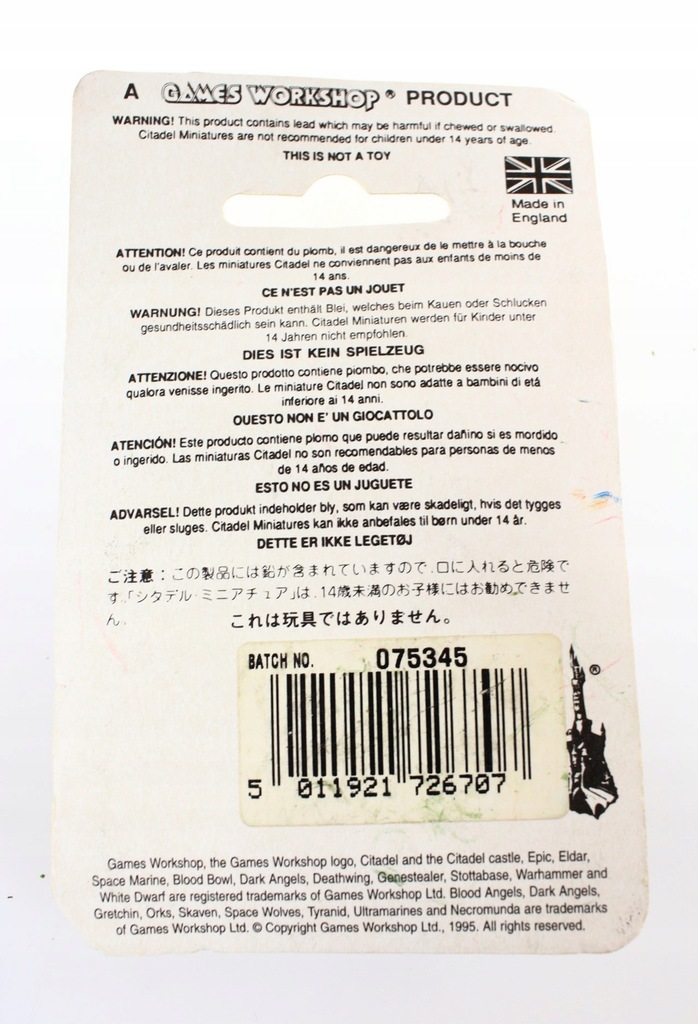 A GAMES WORKSHOP® PRODUCT
WARNING! This product contains lead which may be harmful if chewed or swallowed.
Citadel Miniatures are not recommended for children under 14 years of age.
THIS IS NOT A TOY
Made in
England
ATTENTION! Ce produit contient du plomb, il est dangereux de le mettre à la bouche
ou de l'avaler. Les miniatures Citadel ne conviennent pas aux enfants de moins de
14 ans.
CE N'EST PAS UN JOUET
WARNUNG! Dieses Produkt enthält Blei, welches beim Kauen oder Schlucken
gesundheitsschädlich sein kann. Citadel Miniaturen werden für Kinder unter
14 Jahren nicht empfohlen.
DIES IST KEIN SPIELZEUG
ATTENZIONE! Questo prodotto contiene piombo, che potrebbe essere nocivo
qualora venisse ingerito. Le miniature Citadel non sono adatte a bambini di etá
inferiore ai 14 anni.
QUESTO NON E' UN GIOCATTOLO
ATENCIÓN! Este producto contiene plomo que puede resultar dañino si es mordido
o ingerido. Las miniaturas Citadel no son recomendables para personas de menos
de 14 años de edad.
ESTO NO ES UN JUGUETE
ADVARSEL! Dette produkt indeholder bly, som kan være skadeligt, hvis det tygges
eller sluges. Citadel Miniatures kan ikke anbefales til børn under 14 år.
DETTE ER IKKE LEGETØJ
ご注意：この製品には鉛が含まれていますので、口に入れると危険で
す。「シタデル・ミニアチュア」は、14歳未満のお子様にはお勧めできませ
ん。
これは玩具ではありません。
BATCH NO. 075345
5 011921 726707
®
Games Workshop, the Games Workshop logo, Citadel and the Citadel castle, Epic, Eldar,
Space Marine, Blood Bowl, Dark Angels, Deathwing, Genestealer, Slottabase, Warhammer and
White Dwarf are registered trademarks of Games Workshop Ltd. Blood Angels, Dark Angels,
Gretchin, Orks, Skaven, Space Wolves, Tyranid, Ultramarines and Necromunda are trademarks
of Games Workshop Ltd. © Copyright Games Workshop Ltd., 1995. All rights reserved.